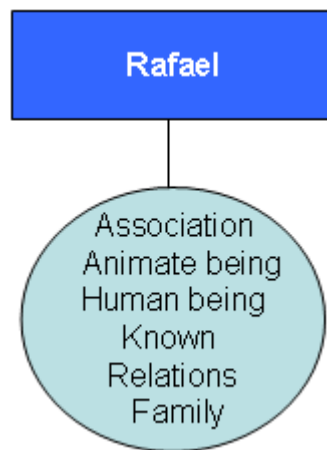 Rafael
Association
Animate being
Human being
Known
Relations
Family